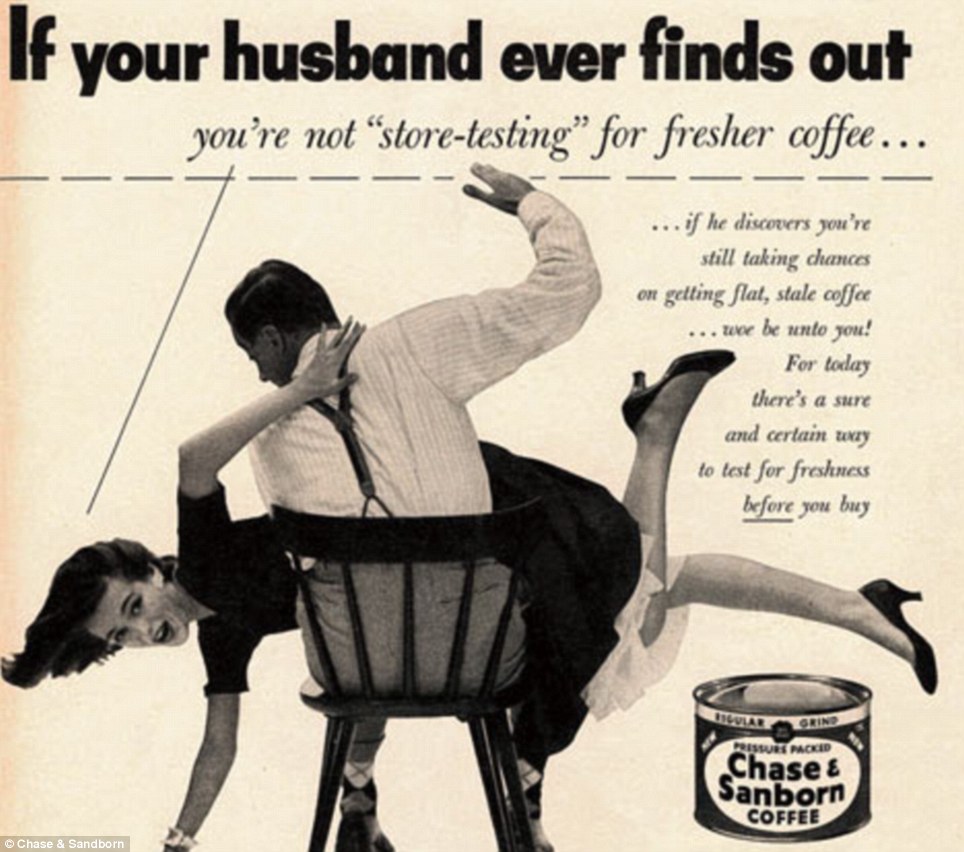 If your husband ever finds out
you're not “store-testing” for fresher coffee...
...if he discovers you're
still taking chances
on getting flat, stale coffee
...woe be unto you!
For today
there's a sure
and certain way
to test for freshness
before you buy
REGULAR GRIND
NEW NEW
PRESSURE PACKED
Chase &
Sanborn
COFFEE
© Chase & Sandborn